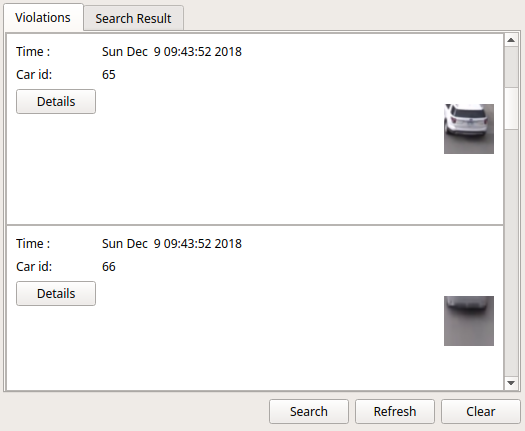 Violations
Search Result
Time : Sun Dec 9 09:43:52 2018
Car id: 65
Details
Time : Sun Dec 9 09:43:52 2018
Car id: 66
Details
Search Refresh Clear